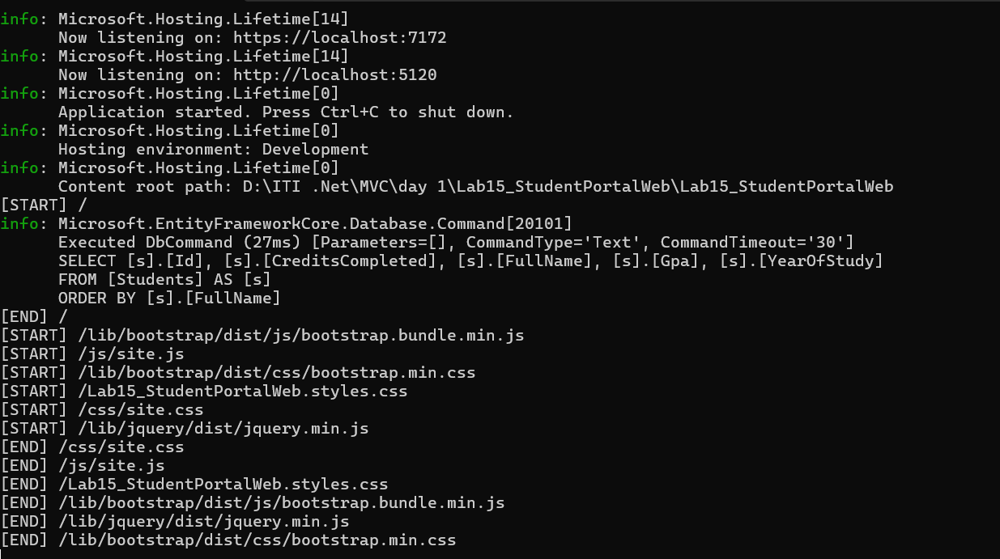 info: Microsoft.Hosting.Lifetime[14]
      Now listening on: https://localhost:7172
info: Microsoft.Hosting.Lifetime[14]
      Now listening on: http://localhost:5120
info: Microsoft.Hosting.Lifetime[0]
      Application started. Press Ctrl+C to shut down.
info: Microsoft.Hosting.Lifetime[0]
      Hosting environment: Development
info: Microsoft.Hosting.Lifetime[0]
      Content root path: D:\ITI .Net\MVC\day 1\Lab15_StudentPortalWeb\Lab15_StudentPortalWeb
[START] /
info: Microsoft.EntityFrameworkCore.Database.Command[20101]
      Executed DbCommand (27ms) [Parameters=[], CommandType='Text', CommandTimeout='30']
      SELECT [s].[Id], [s].[CreditsCompleted], [s].[FullName], [s].[Gpa], [s].[YearOfStudy]
      FROM [Students] AS [s]
      ORDER BY [s].[FullName]
[END] /
[START] /lib/bootstrap/dist/js/bootstrap.bundle.min.js
[START] /js/site.js
[START] /lib/bootstrap/dist/css/bootstrap.min.css
[START] /Lab15_StudentPortalWeb.styles.css
[START] /css/site.css
[START] /lib/jquery/dist/jquery.min.js
[END] /css/site.css
[END] /js/site.js
[END] /Lab15_StudentPortalWeb.styles.css
[END] /lib/bootstrap/dist/js/bootstrap.bundle.min.js
[END] /lib/jquery/dist/jquery.min.js
[END] /lib/bootstrap/dist/css/bootstrap.min.css